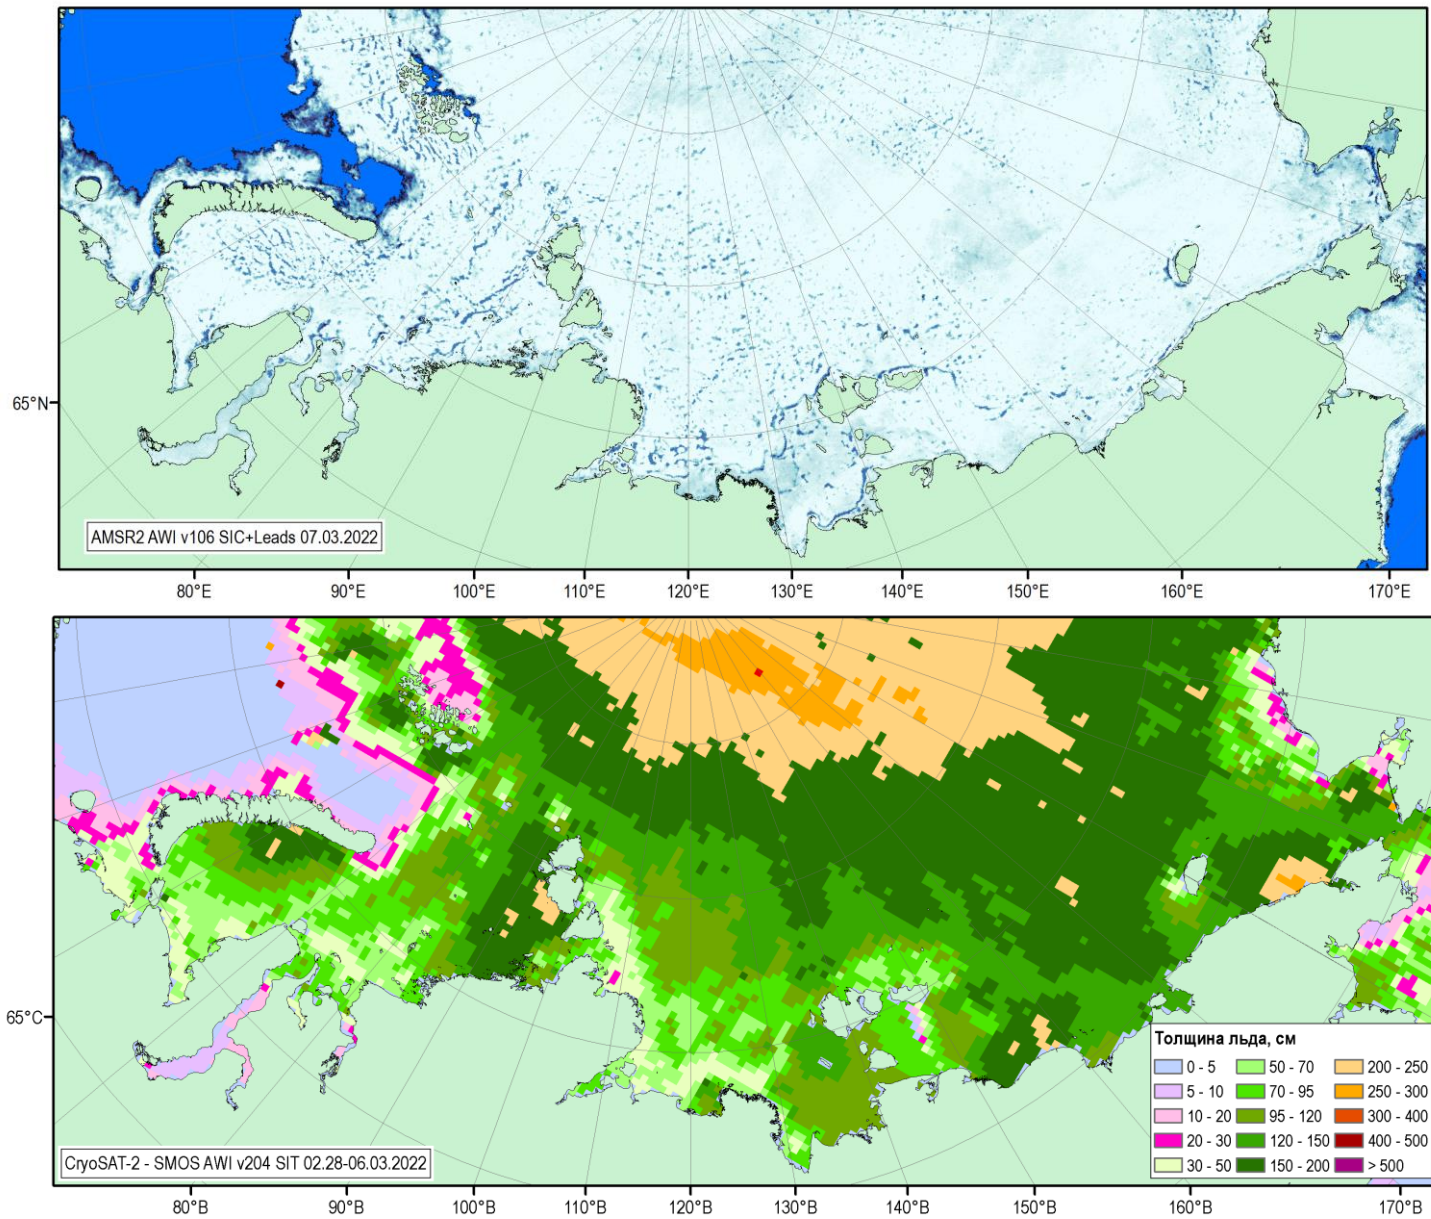 65°N
AMSR2 AWI v106 SIC+Leads 07.03.2022
80°E 90°E 100°E 110°E 120°E 130°E 140°E 150°E 160°E 170°E
65°С
Толщина льда, см
0 - 5 50 - 70 200 - 250
5 - 10 70 - 95 250 - 300
10 - 20 95 - 120 300 - 400
20 - 30 120 - 150 400 - 500
30 - 50 150 - 200 > 500
CryoSAT-2 - SMOS AWI v204 SIT 02.28-06.03.2022
80°В 90°В 100°В 110°В 120°В 130°В 140°В 150°В 160°В 170°В